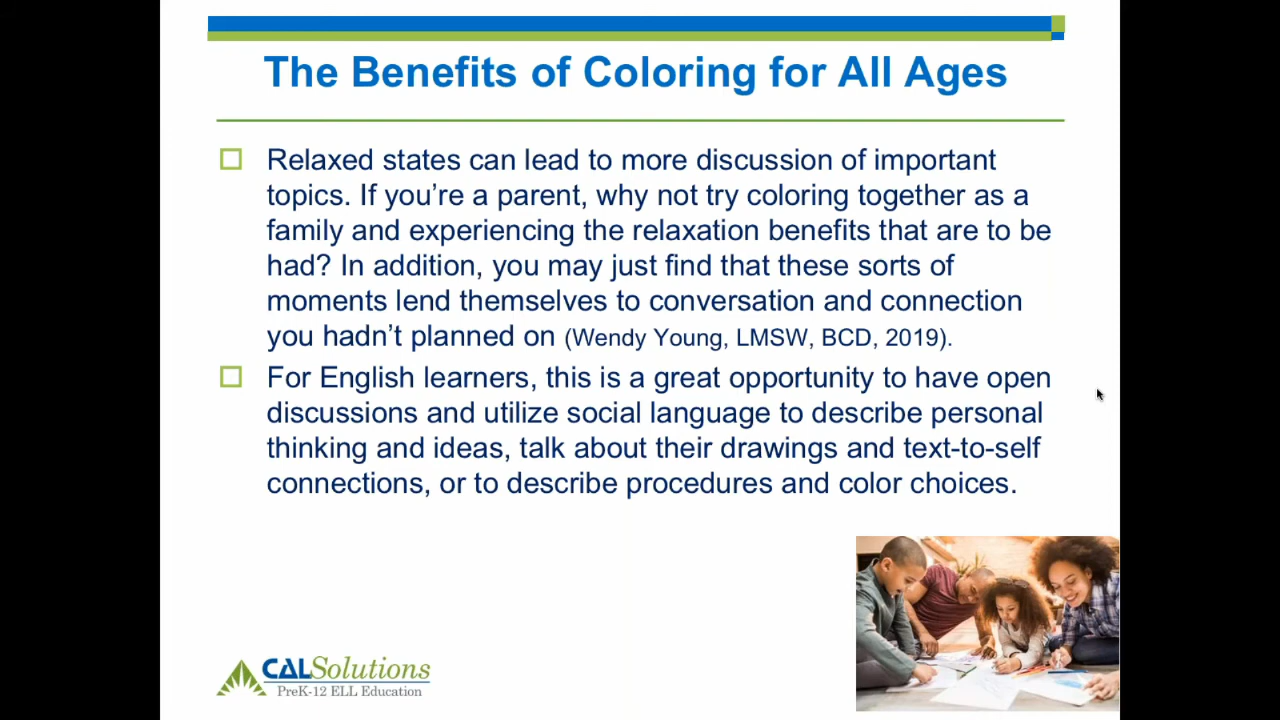 The Benefits of Coloring for All Ages
Relaxed states can lead to more discussion of important
topics. If you’re a parent, why not try coloring together as a
family and experiencing the relaxation benefits that are to be
had? In addition, you may just find that these sorts of
moments lend themselves to conversation and connection
you hadn’t planned on (Wendy Young, LMSW, BCD, 2019).
For English learners, this is a great opportunity to have open
discussions and utilize social language to describe personal
thinking and ideas, talk about their drawings and text-to-self
connections, or to describe procedures and color choices.
CALSolutions
PreK-12 ELL Education